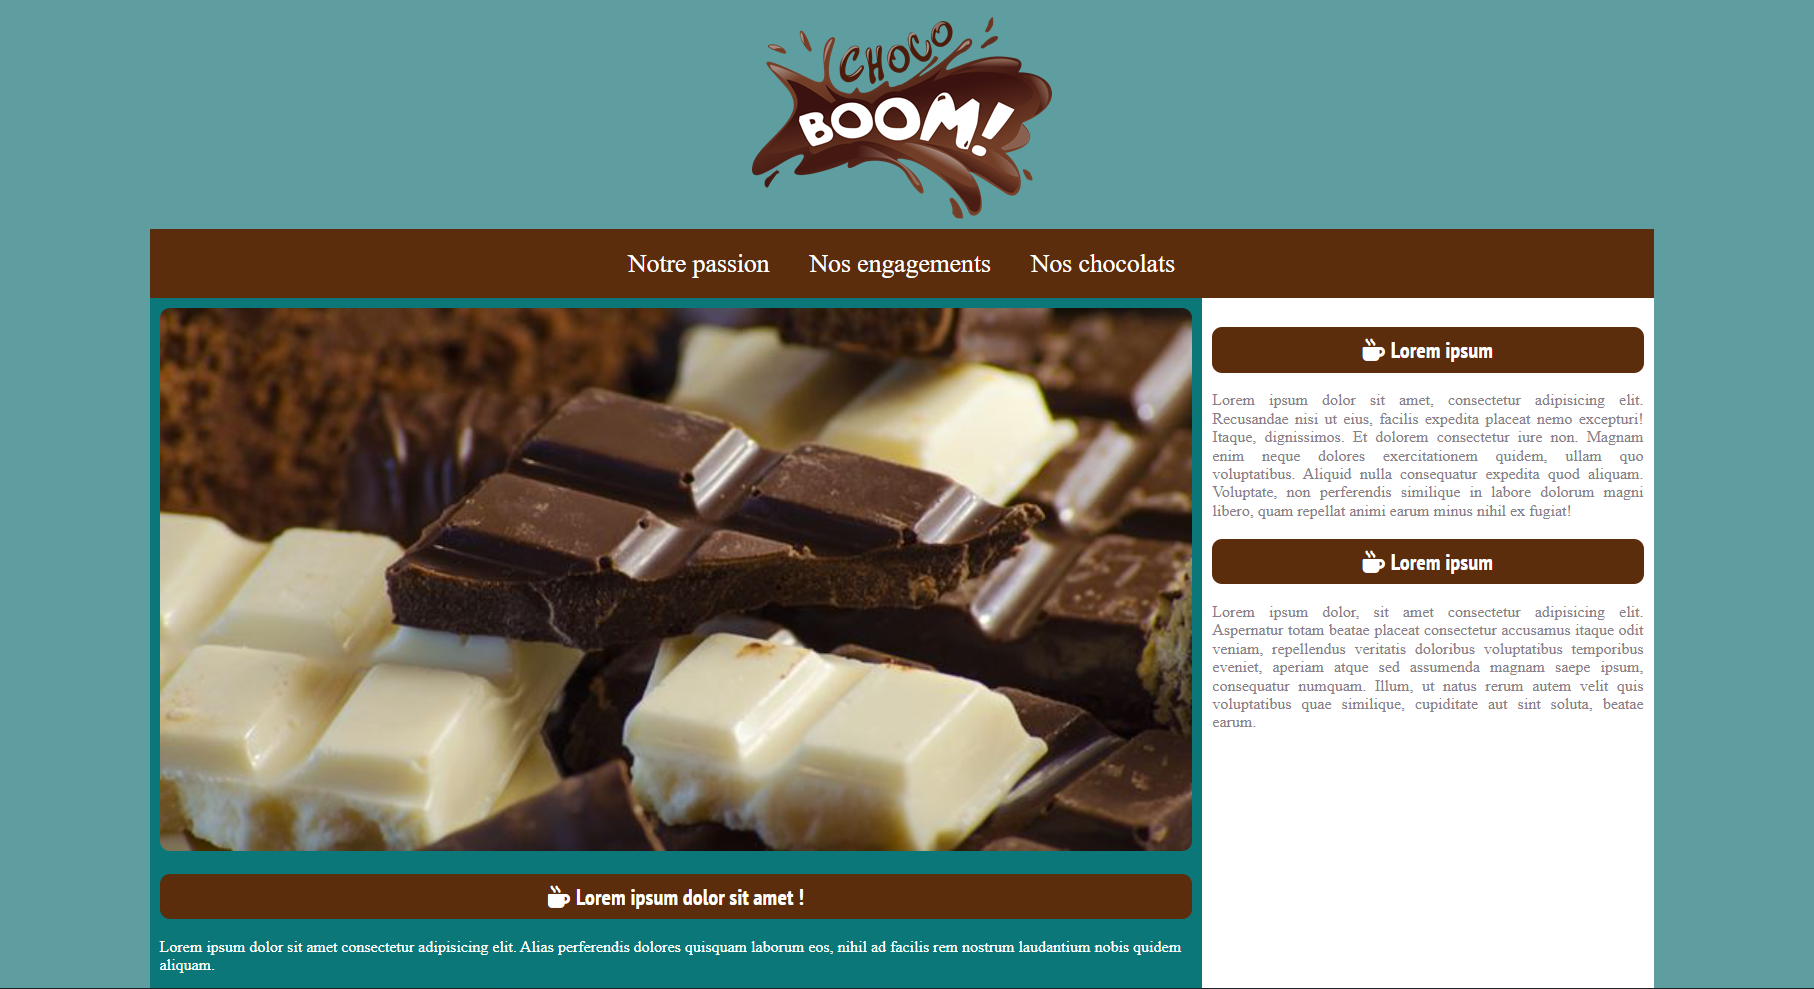 CHOCO
BOOM!
Notre passion Nos engagements Nos chocolats
Lorem ipsum
Lorem ipsum dolor sit amet, consectetur adipisicing elit.
Recusandae nisi ut eius, facilis expedita placeat nemo excepturi!
Itaque, dignissimos. Et dolorem consectetur iure non. Magnam
enim neque dolores exercitationem quidem, ullam quo
voluptatibus. Aliquid nulla consequatur expedita quod aliquam.
Voluptate, non perferendis similique in labore dolorum magni
libero, quam repellat animi earum minus nihil ex fugiat!
Lorem ipsum
Lorem ipsum dolor, sit amet consectetur adipisicing elit.
Aspernatur totam beatae placeat consectetur accusamus itaque odit
veniam, repellendus veritatis doloribus voluptatibus temporibus
eveniet, aperiam atque sed assumenda magnam saepe ipsum,
consequatur numquam. Illum, ut natus rerum autem velit quis
voluptatibus quae similique, cupiditate aut sint soluta, beatae
earum.
Lorem ipsum dolor sit amet !
Lorem ipsum dolor sit amet consectetur adipisicing elit. Alias perferendis dolores quisquam laborum eos, nihil ad facilis rem nostrum laudantium nobis quidem
aliquam.